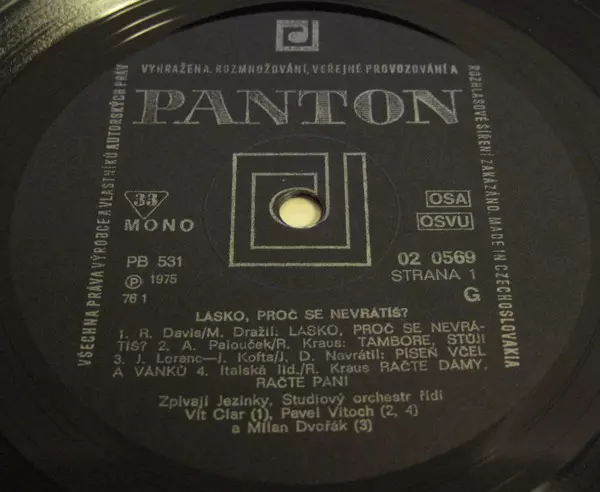 VYHRAŽENA. ROZMNOŽOVÁNÍ, VEŘEJNÉ PROVOZOVÁNÍ A
PANTON
VŠECHNA PRÁVA VÝROBCE A VLASTNÍKŮ AUTORSKÝCH PRÁV
ROZHLASOVÉ ŠÍŘENÍ ZAKÁZÁNO. MADE IN CZECHOSLOVAKIA
33
MONO
OSA
OSVU
PB 531
℗ 1975
76 1
02 0569
STRANA 1
G
LÁSKO, PROČ SE NEVRÁTÍŠ?
1. R. Davis/M. Dražil: LÁSKO, PROČ SE NEVRÁ-
TÍŠ? 2. A. Palouček/R. Kraus: TAMBOŘE, STŮJ!
3. J. Lorenc—J. Kofta/J. D. Navrátil: PÍSEŇ VČEL
A VÁNKŮ 4. Italská lid./R. Kraus RAČTE DÁMY,
RAČTE PÁNI
Zpívají Jezinky, Studiový orchestr řídí
Vít Clar (1), Pavel Vitoch (2, 4)
a Milan Dvořák (3)